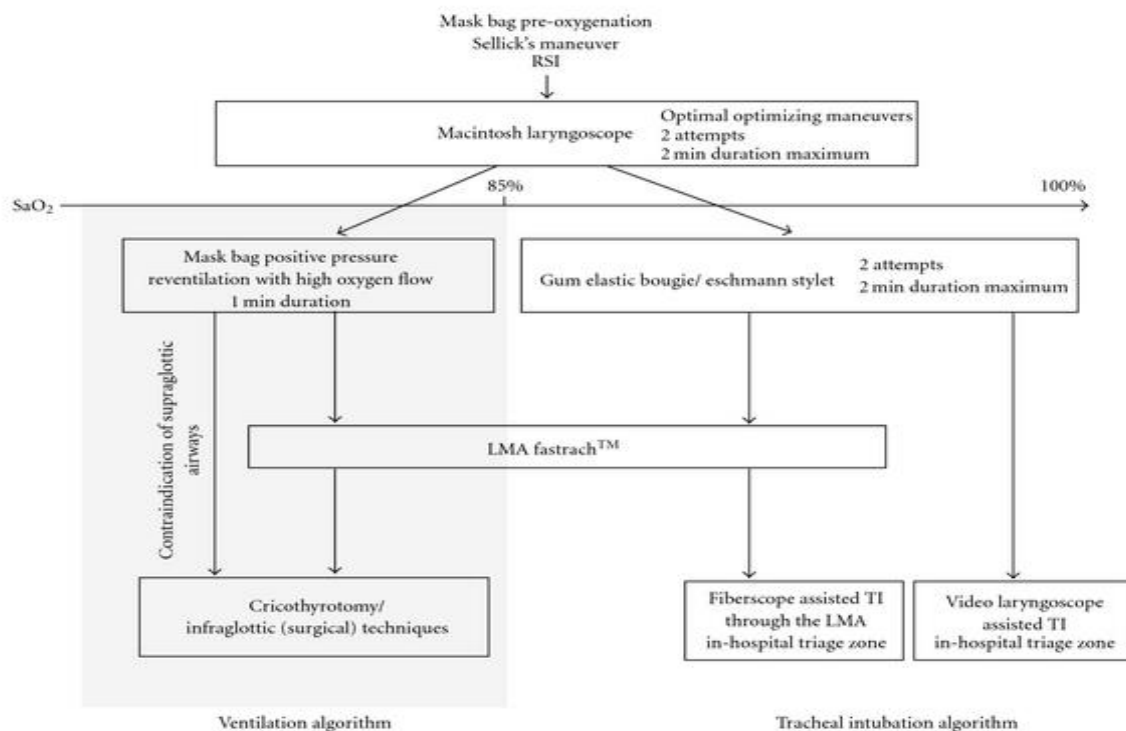 Mask bag pre-oxygenation
Sellick's maneuver
RSI
Macintosh laryngoscope
Optimal optimizing maneuvers
2 attempts
2 min duration maximum
85%
100%
SaO₂
Mask bag positive pressure
reventilation with high oxygen flow
1 min duration
Gum elastic bougie/ eschmann stylet
2 attempts
2 min duration maximum
Contraindication of supraglottic
airways
LMA fastrach™
Cricothyrotomy/
infraglottic (surgical) techniques
Fiberscope assisted TI
through the LMA
in-hospital triage zone
Video laryngoscope
assisted TI
in-hospital triage zone
Ventilation algorithm
Tracheal intubation algorithm